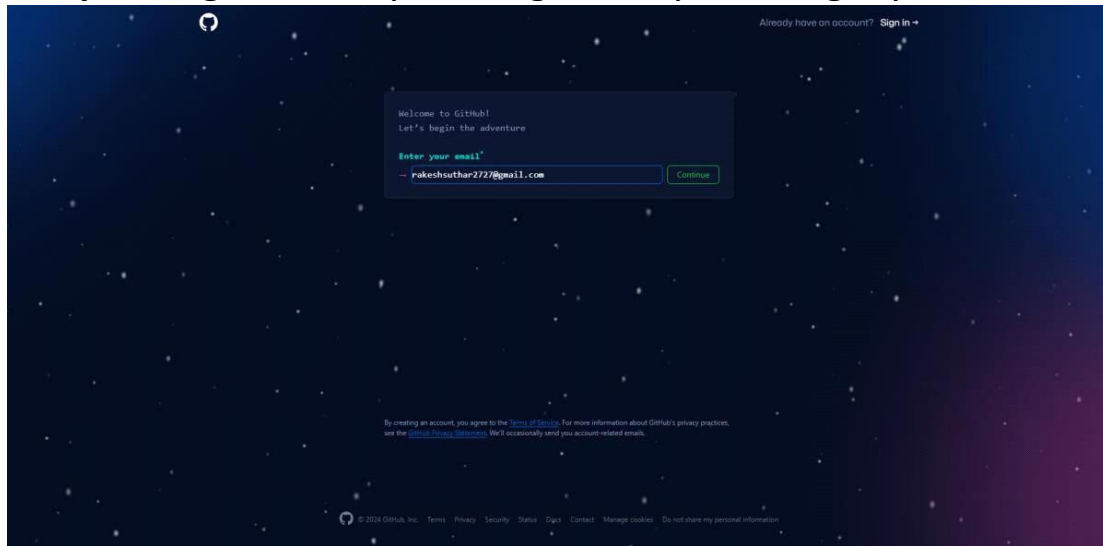 Already have an account? Sign in →
Welcome to GitHub!
Let's begin the adventure
Enter your email*
→ rakeshsuthar2727@gmail.com Continue
By creating an account, you agree to the Terms of Service. For more information about GitHub's privacy practices,
see the GitHub Privacy Statement. We'll occasionally send you account-related emails.
© 2024 GitHub, Inc. Terms Privacy Security Status Docs Contact Manage cookies Do not share my personal information